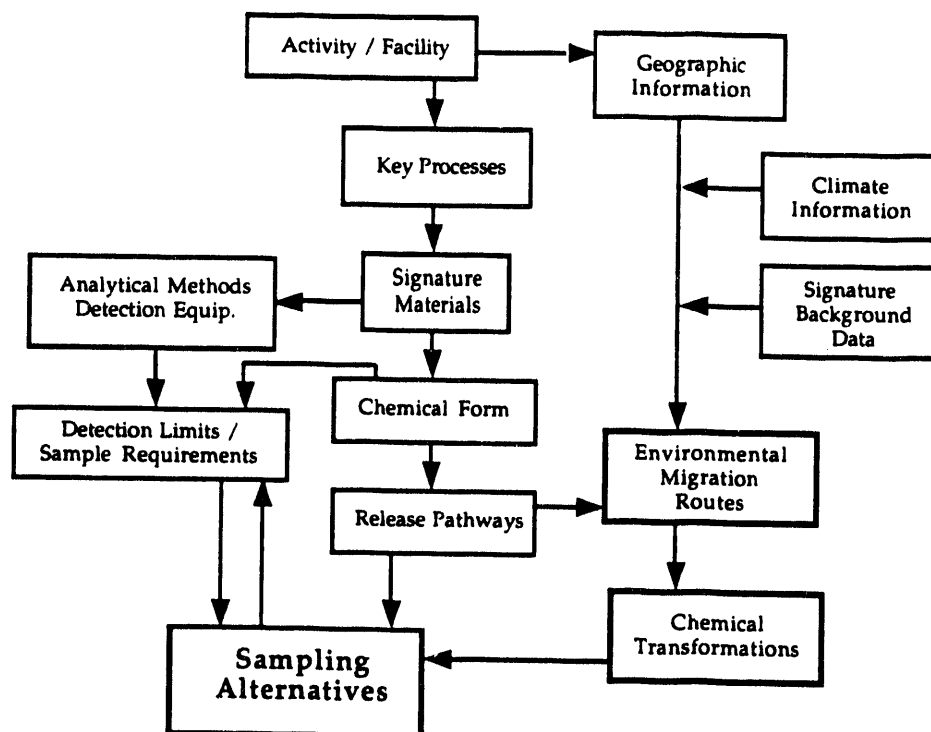 Activity / Facility
Geographic
Information
Key Processes
Climate
Information
Analytical Methods
Detection Equip.
Signature
Materials
Signature
Background
Data
Chemical Form
Detection Limits /
Sample Requirements
Environmental
Migration
Routes
Release Pathways
Chemical
Transformations
Sampling
Alternatives